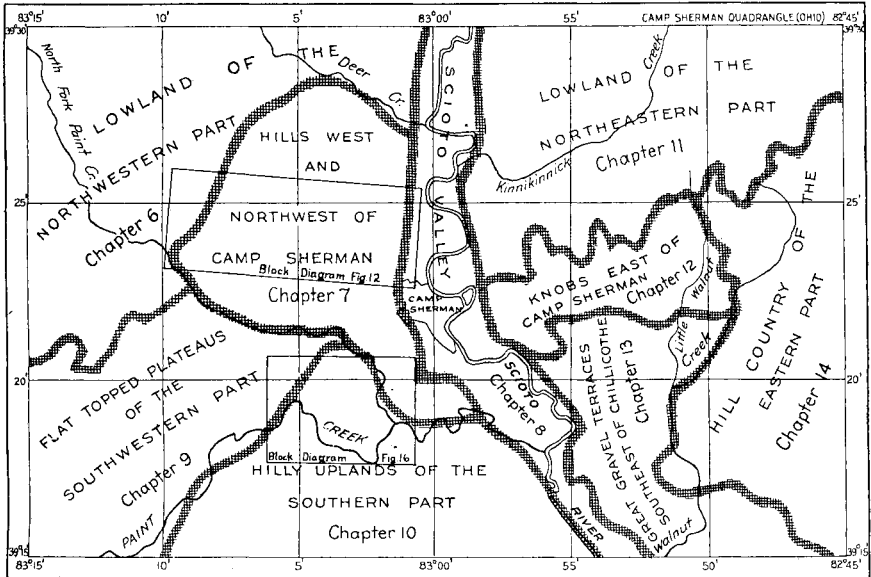 83°15' 10' 5' 83°00' 55' CAMP SHERMAN QUADRANGLE (OHIO) 82°45'
39°30'
39°30'
North Fork Paint Cr.
LOWLAND OF THE
NORTHWESTERN PART
Chapter 6
Deer Cr.
SCIOTO VALLEY
Creek
Kinnikinnick
LOWLAND OF THE
NORTHEASTERN PART
Chapter 11
HILLS WEST
AND
NORTHWEST OF
CAMP SHERMAN
Block Diagram Fig 12
Chapter 7
25'
25'
CAMP
SHERMAN
KNOBS EAST OF
CAMP SHERMAN
Chapter 12
Little Walnut
Creek
HILL COUNTRY OF THE
EASTERN PART
Chapter 14
20'
20'
FLAT TOPPED PLATEAUS
OF THE
SOUTHWESTERN PART
Chapter 9
CREEK
Block Diagram Fig. 16
SCIOTO
Chapter 8
GREAT GRAVEL TERRACES
SOUTHEAST OF CHILLICOTHE
Chapter 13
HILLY UPLANDS OF THE
SOUTHERN PART
Chapter 10
PAINT
RIVER
Walnut
39°15'
39°15'
83°15' 10' 5' 83°00' 55' 50' 82°45'